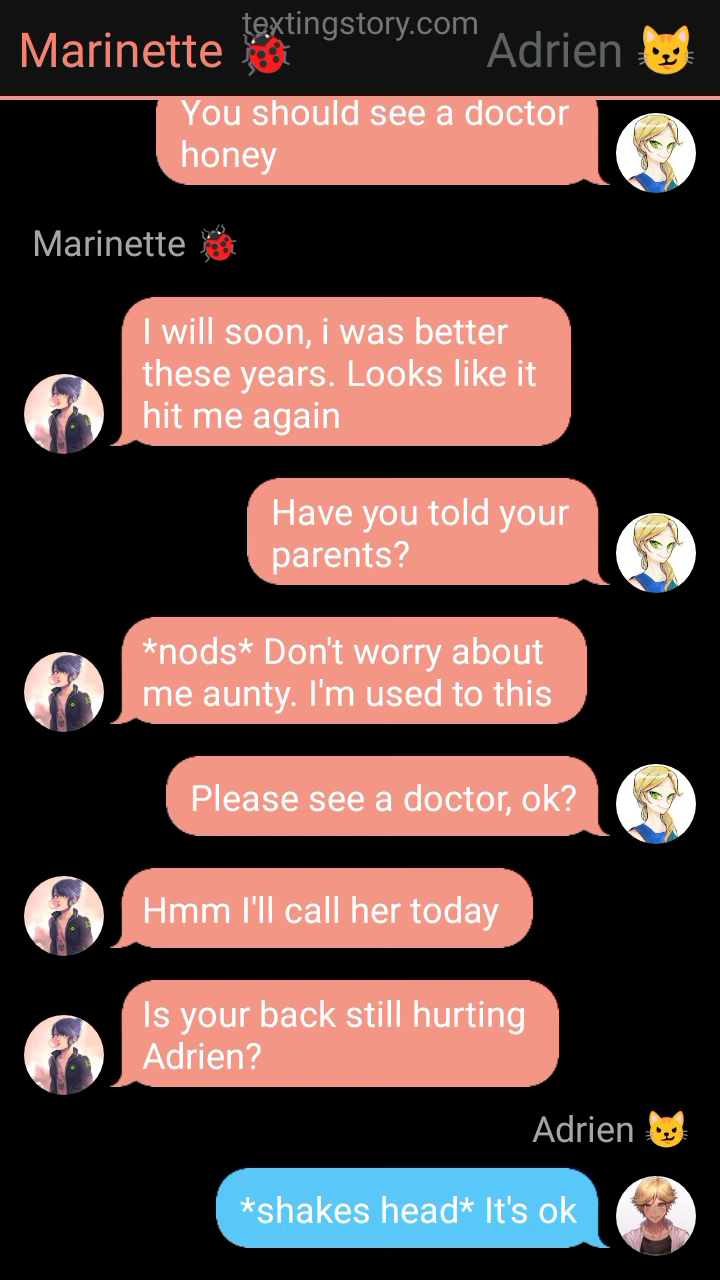 textingstory.com
Marinette 🐞 Adrien 😼
You should see a doctor
honey
Marinette 🐞
I will soon, i was better
these years. Looks like it
hit me again
Have you told your
parents?
*nods* Don't worry about
me aunty. I'm used to this
Please see a doctor, ok?
Hmm I'll call her today
Is your back still hurting
Adrien?
Adrien 😼
*shakes head* It's ok